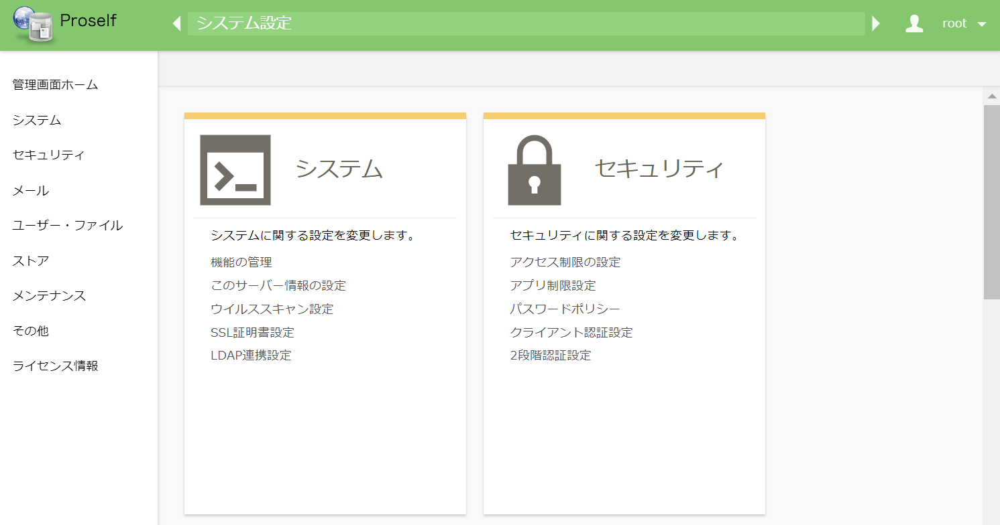 Proself
システム設定
root
管理画面ホーム
システム
セキュリティ
メール
ユーザー・ファイル
ストア
メンテナンス
その他
ライセンス情報
システム
システムに関する設定を変更します。
機能の管理
このサーバー情報の設定
ウイルススキャン設定
SSL証明書設定
LDAP連携設定
セキュリティ
セキュリティに関する設定を変更します。
アクセス制限の設定
アプリ制限設定
パスワードポリシー
クライアント認証設定
2段階認証設定